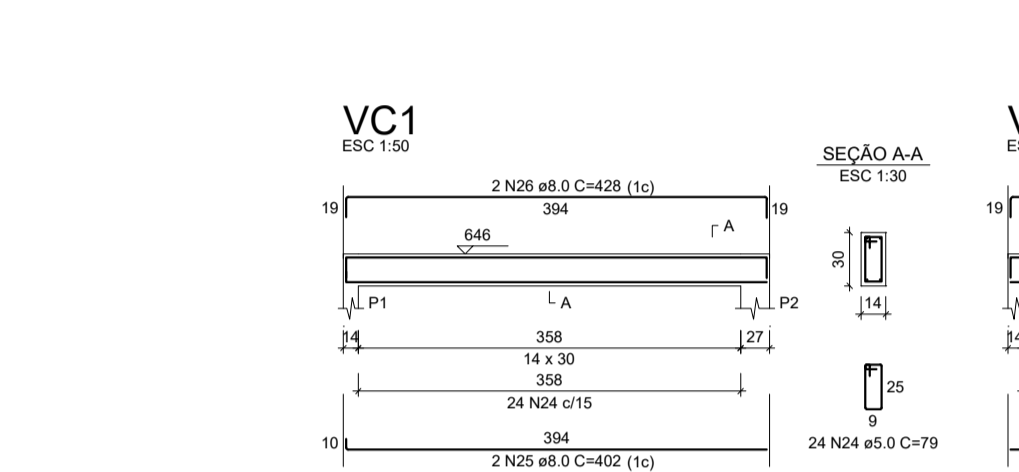 VC1
ESC 1:50
2 N26 ø8.0 C=428 (1c)
19
394
19
A
646
P1
A
P2
14
358
27
14 x 30
358
24 N24 c/15
10
394
2 N25 ø8.0 C=402 (1c)
SEÇÃO A-A
ESC 1:30
30
14
25
9
24 N24 ø5.0 C=79
19